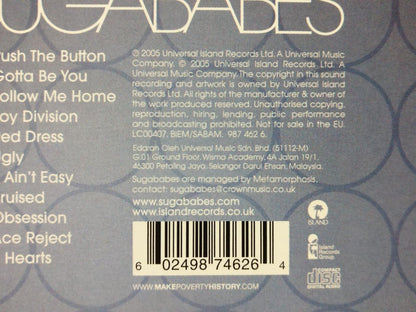 UGABABES
ush The Button
Gotta Be You
ollow Me Home
oy Division
ed Dress
gly
Ain't Easy
ruised
Obsession
Ace Reject
Hearts
℗ 2005 Universal Island Records Ltd. A Universal Music
Company. © 2005 Universal Island Records Ltd. A
Universal Music Company. The copyright in this sound
recording and artwork is owned by Universal Island
Records Ltd. All rights of the manufacturer & owner of
the work produced reserved. Unauthorised copying,
reproduction, hiring, lending, public performance
and broadcasting prohibited. Not for sale in the EU.
LC00407. BIEM/SABAM. 987 462 6.
Edaran Oleh Universal Music Sdn. Bhd. (51112-M)
G:01 Ground Floor, Wisma Academy, 4A Jalan 19/1,
46300 Petaling Jaya, Selangor Darul Ehsan, Malaysia.
Sugababes are managed by Metamorphosis.
contact: sugababes@crownmusic.co.uk
www.sugababes.com
www.islandrecords.co.uk
ISLAND
Island
Records
Group
6 02498 74626 4
COMPACT
disc
DIGITAL AUDIO
WWW.MAKEPOVERTYHISTORY.COM